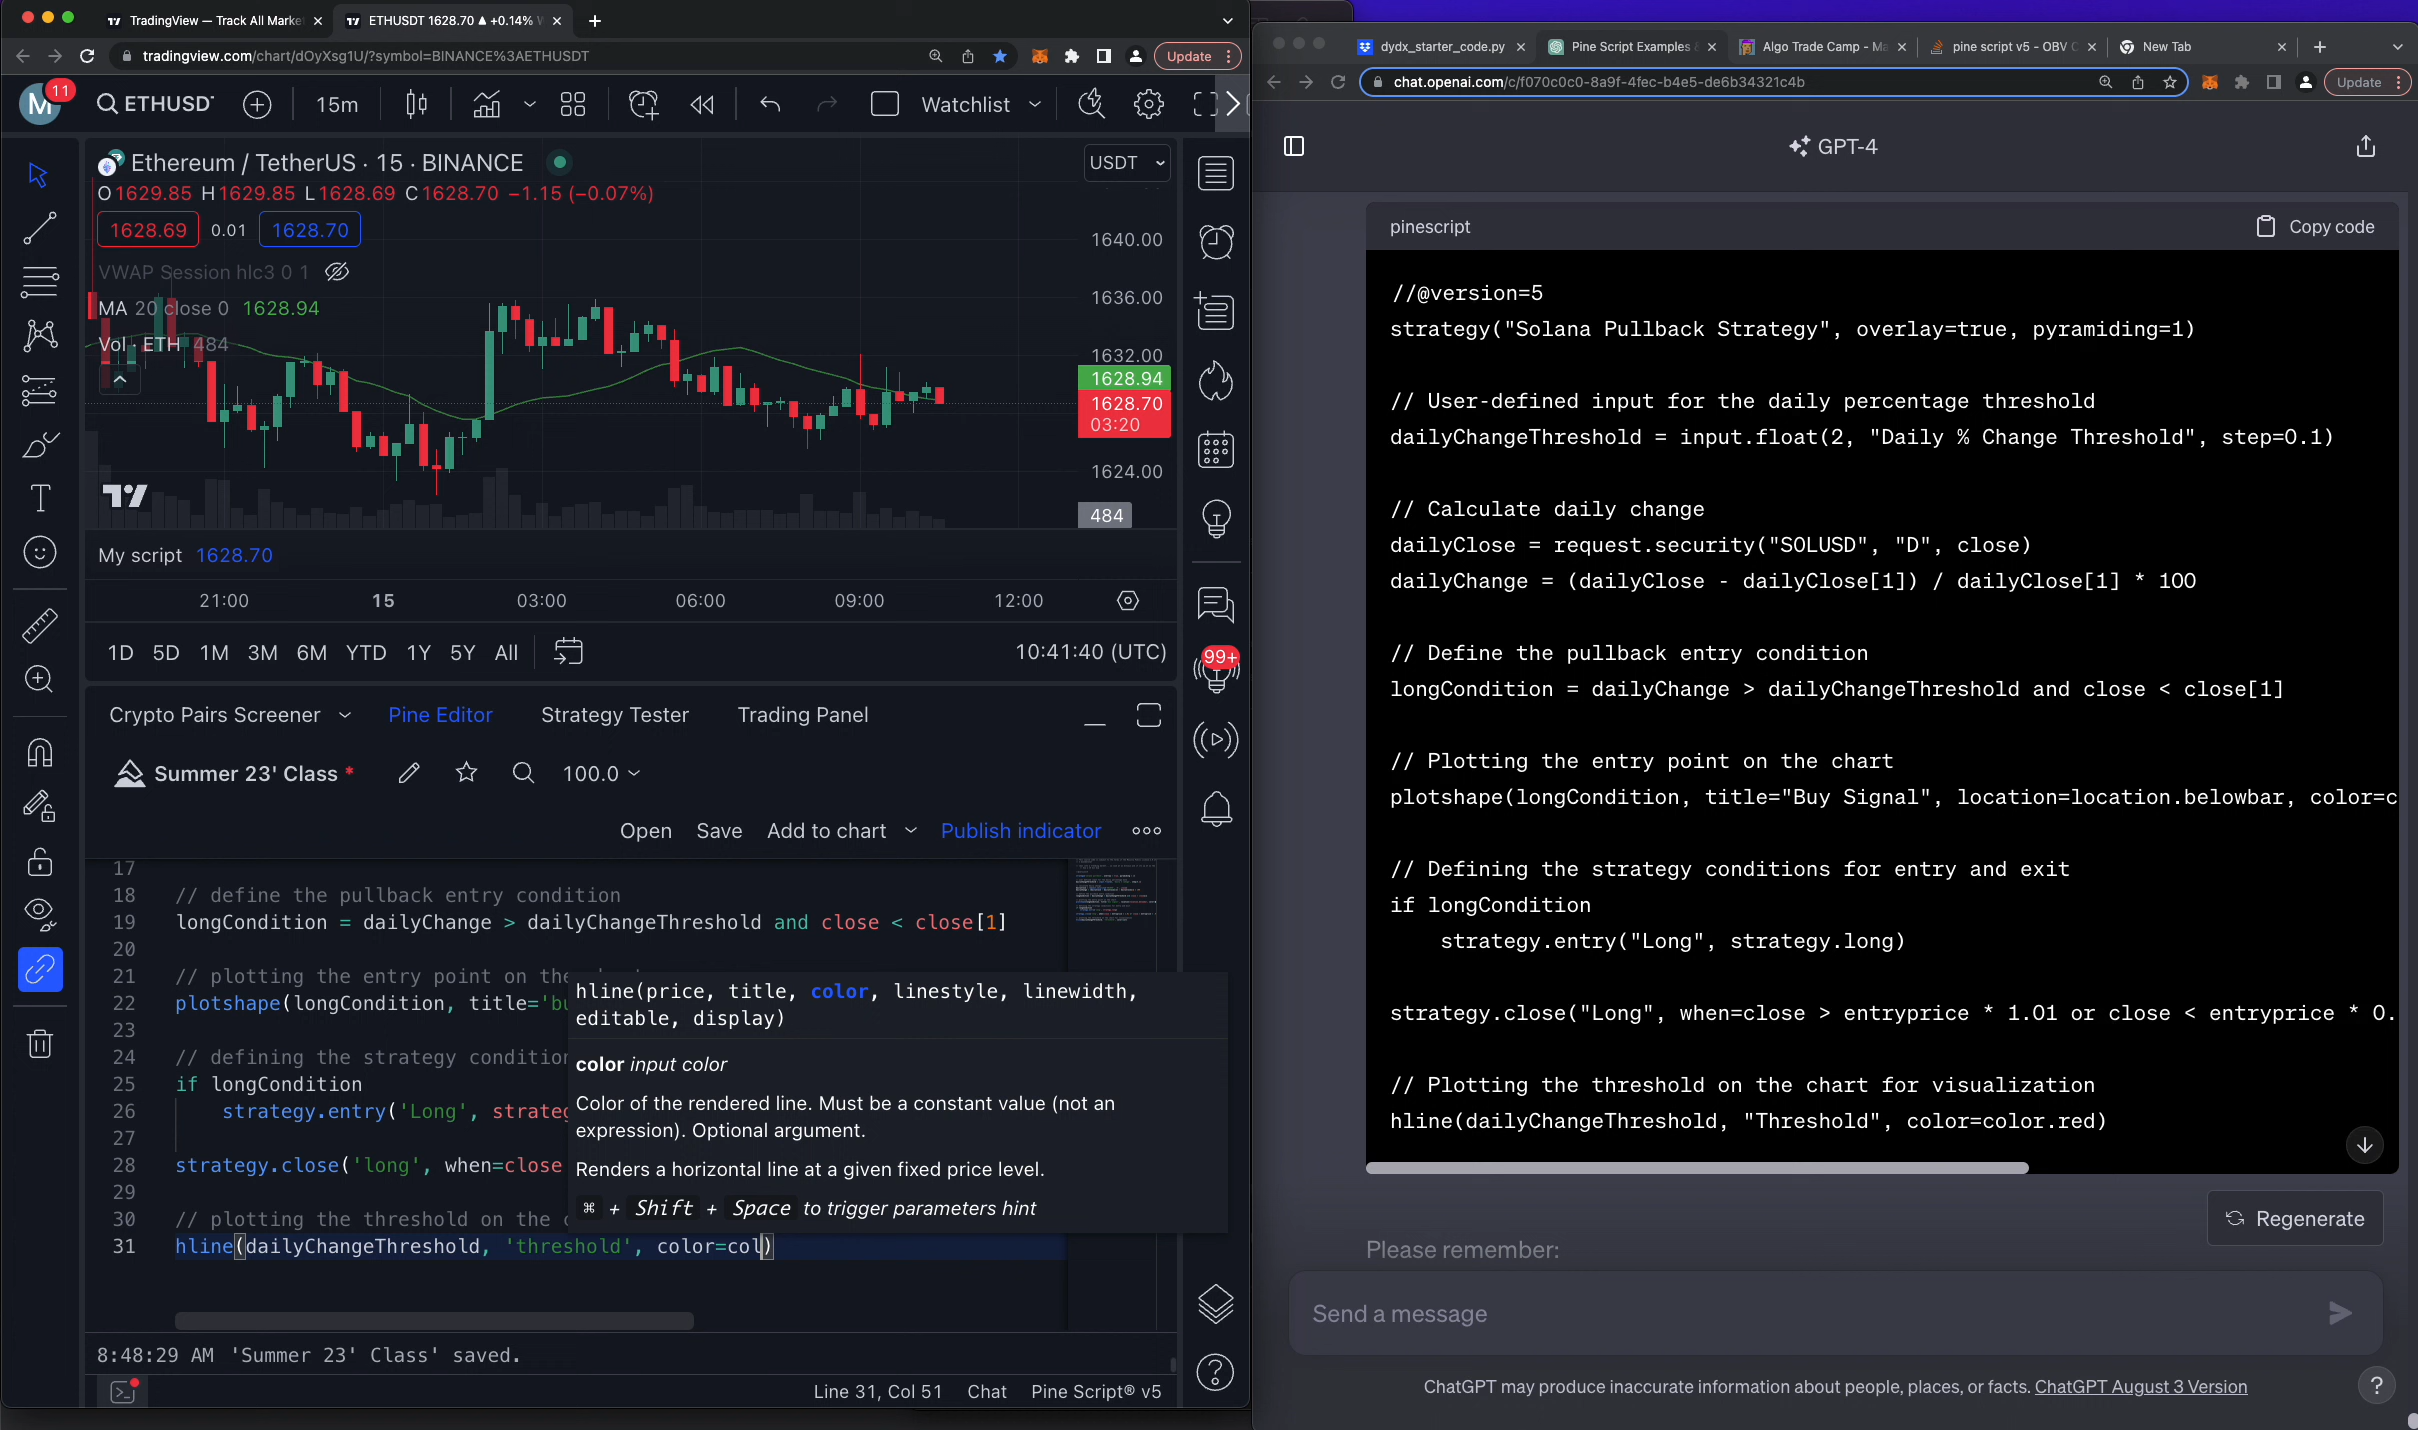 TradingView — Track All Marke
ETHUSDT 1628.70 ▲ +0.14%
tradingview.com/chart/dOyXsg1U/?symbol=BINANCE%3AETHUSDT
Update
M
11
ETHUSDT
15m
Watchlist
Ethereum / TetherUS · 15 · BINANCE
USDT
O1629.85 H1629.85 L1628.69 C1628.70 −1.15 (−0.07%)
1628.69
0.01
1628.70
VWAP Session hlc3 0 1
MA 20 close 0 1628.94
Vol · ETH 484
1640.00
1636.00
1632.00
1628.94
1628.70
03:20
1624.00
484
My script 1628.70
21:00
15
03:00
06:00
09:00
12:00
1D 5D 1M 3M 6M YTD 1Y 5Y All
10:41:40 (UTC)
99+
Crypto Pairs Screener
Pine Editor
Strategy Tester
Trading Panel
Summer 23' Class *
100.0
Open
Save
Add to chart
Publish indicator
17
18 // define the pullback entry condition
19 longCondition = dailyChange > dailyChangeThreshold and close < close[1]
20
21 // plotting the entry point on the
22 plotshape(longCondition, title='bu
23
24 // defining the strategy condition
25 if longCondition
26 strategy.entry('Long', strateg
27
28 strategy.close('long', when=close
29
30 // plotting the threshold on the c
31 hline(dailyChangeThreshold, 'threshold', color=col)
hline(price, title, color, linestyle, linewidth,
editable, display)
color input color
Color of the rendered line. Must be a constant value (not an
expression). Optional argument.
Renders a horizontal line at a given fixed price level.
⌘ + Shift + Space to trigger parameters hint
8:48:29 AM 'Summer 23' Class' saved.
Line 31, Col 51
Chat
Pine Script® v5
dydx_starter_code.py
Pine Script Examples &
Algo Trade Camp - Ma
pine script v5 - OBV C
New Tab
chat.openai.com/c/f070c0c0-8a9f-4fec-b4e5-de6b34321c4b
Update
GPT-4
pinescript
Copy code
//@version=5
strategy("Solana Pullback Strategy", overlay=true, pyramiding=1)
// User-defined input for the daily percentage threshold
dailyChangeThreshold = input.float(2, "Daily % Change Threshold", step=0.1)
// Calculate daily change
dailyClose = request.security("SOLUSD", "D", close)
dailyChange = (dailyClose - dailyClose[1]) / dailyClose[1] * 100
// Define the pullback entry condition
longCondition = dailyChange > dailyChangeThreshold and close < close[1]
// Plotting the entry point on the chart
plotshape(longCondition, title="Buy Signal", location=location.belowbar, color=c
// Defining the strategy conditions for entry and exit
if longCondition
strategy.entry("Long", strategy.long)
strategy.close("Long", when=close > entryprice * 1.01 or close < entryprice * 0.
// Plotting the threshold on the chart for visualization
hline(dailyChangeThreshold, "Threshold", color=color.red)
Regenerate
Please remember:
Send a message
ChatGPT may produce inaccurate information about people, places, or facts. ChatGPT August 3 Version
?